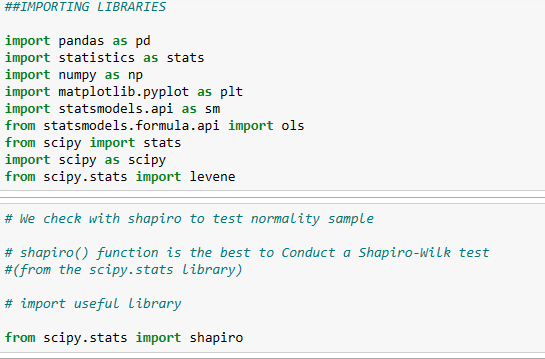 ##IMPORTING LIBRARIES
import pandas as pd
import statistics as stats
import numpy as np
import matplotlib.pyplot as plt
import statsmodels.api as sm
from statsmodels.formula.api import ols
from scipy import stats
import scipy as scipy
from scipy.stats import levene
# We check with shapiro to test normality sample
# shapiro() function is the best to Conduct a Shapiro-Wilk test
#(from the scipy.stats library)
# import useful library
from scipy.stats import shapiro